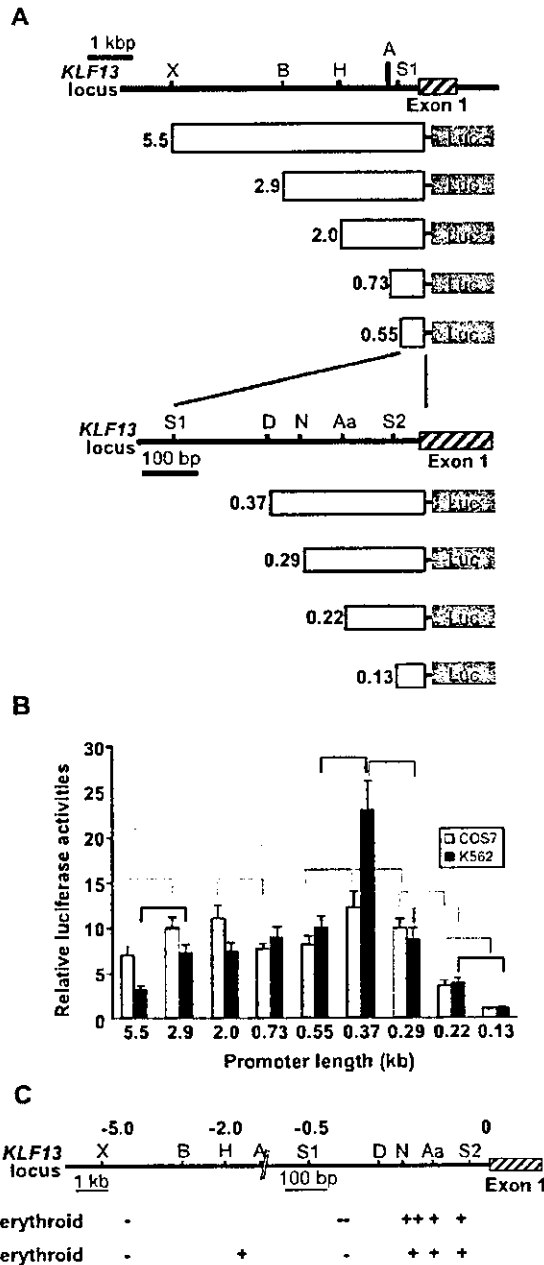 A
1 kbp
KLF13
locus
X B H A S1
Exon 1
5.5 Luc
2.9 Luc
2.0 Luc
0.73 Luc
0.55 Luc
KLF13
locus
S1 D N Aa S2
100 bp
Exon 1
0.37 Luc
0.29 Luc
0.22 Luc
0.13 Luc
B
Relative luciferase activities
30
25
20
15
10
5
0
COS7
K562
5.5 2.9 2.0 0.73 0.55 0.37 0.29 0.22 0.13
Promoter length (kb)
C
-5.0 -2.0 -0.5 0
KLF13
locus
X B H A S1 D N Aa S2
1 kb 100 bp Exon 1
erythroid - -- ++ + +
erythroid - + - + + +